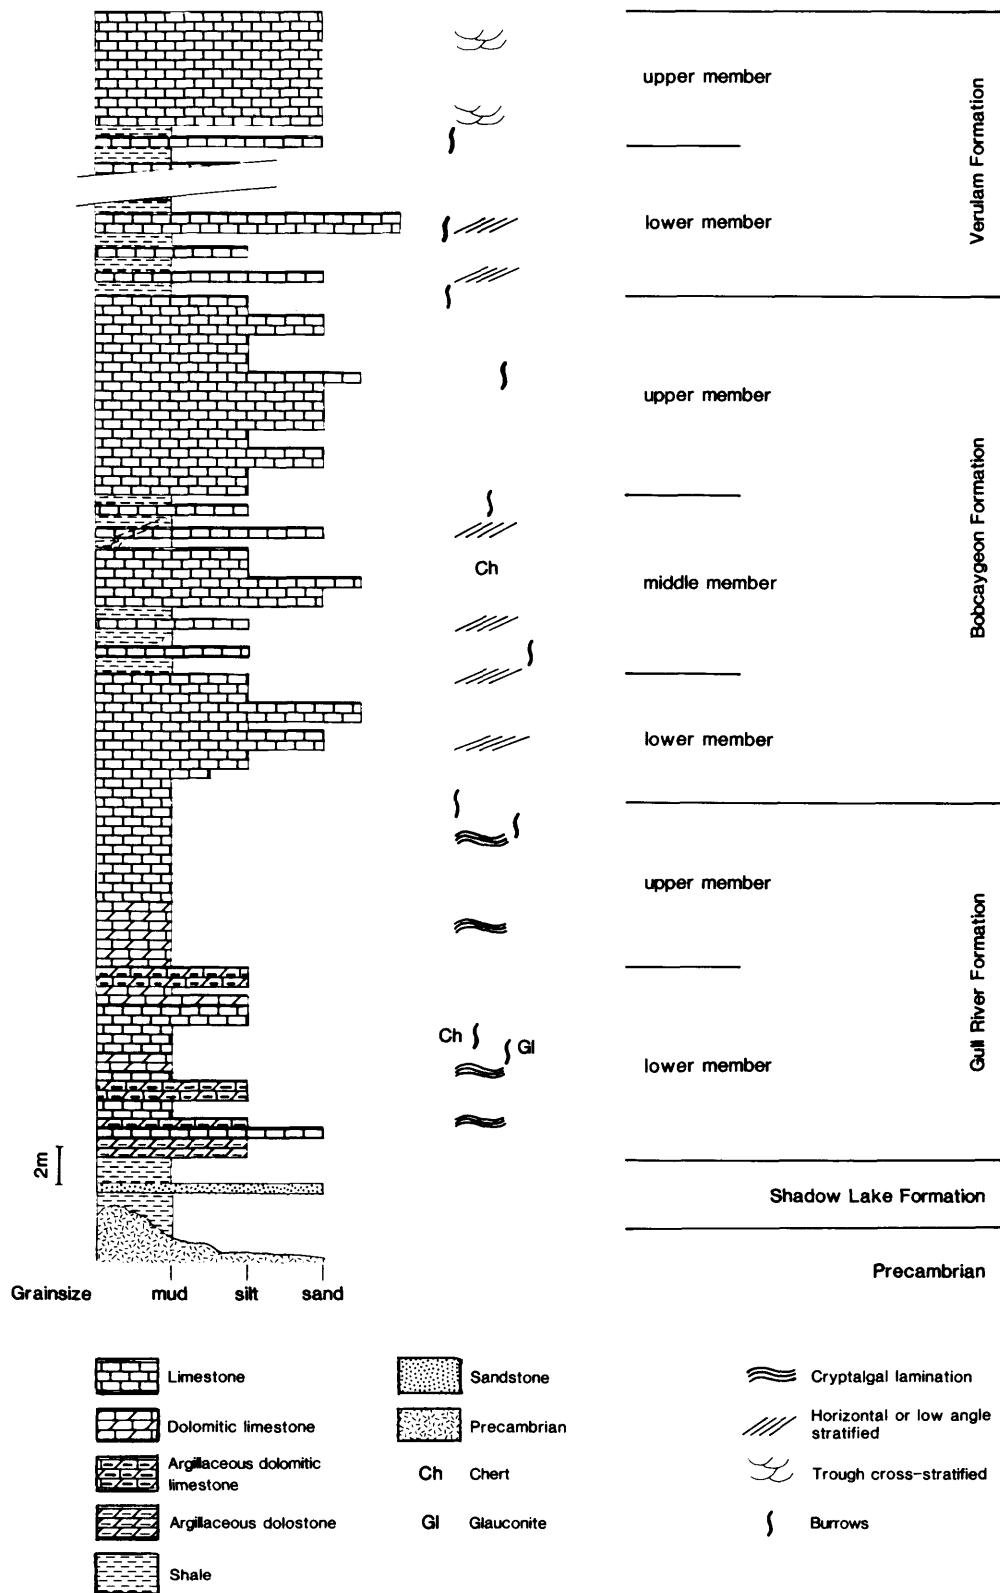 upper member
lower member
Verulam Formation
upper member
middle member
lower member
Bobcaygeon Formation
Ch
upper member
lower member
Gull River Formation
Ch
Gl
2m
Shadow Lake Formation
Precambrian
Grainsize mud silt sand
Limestone
Dolomitic limestone
Argillaceous dolomitic
limestone
Argillaceous dolostone
Shale
Sandstone
Precambrian
Ch Chert
Gl Glauconite
Cryptalgal lamination
Horizontal or low angle
stratified
Trough cross-stratified
Burrows